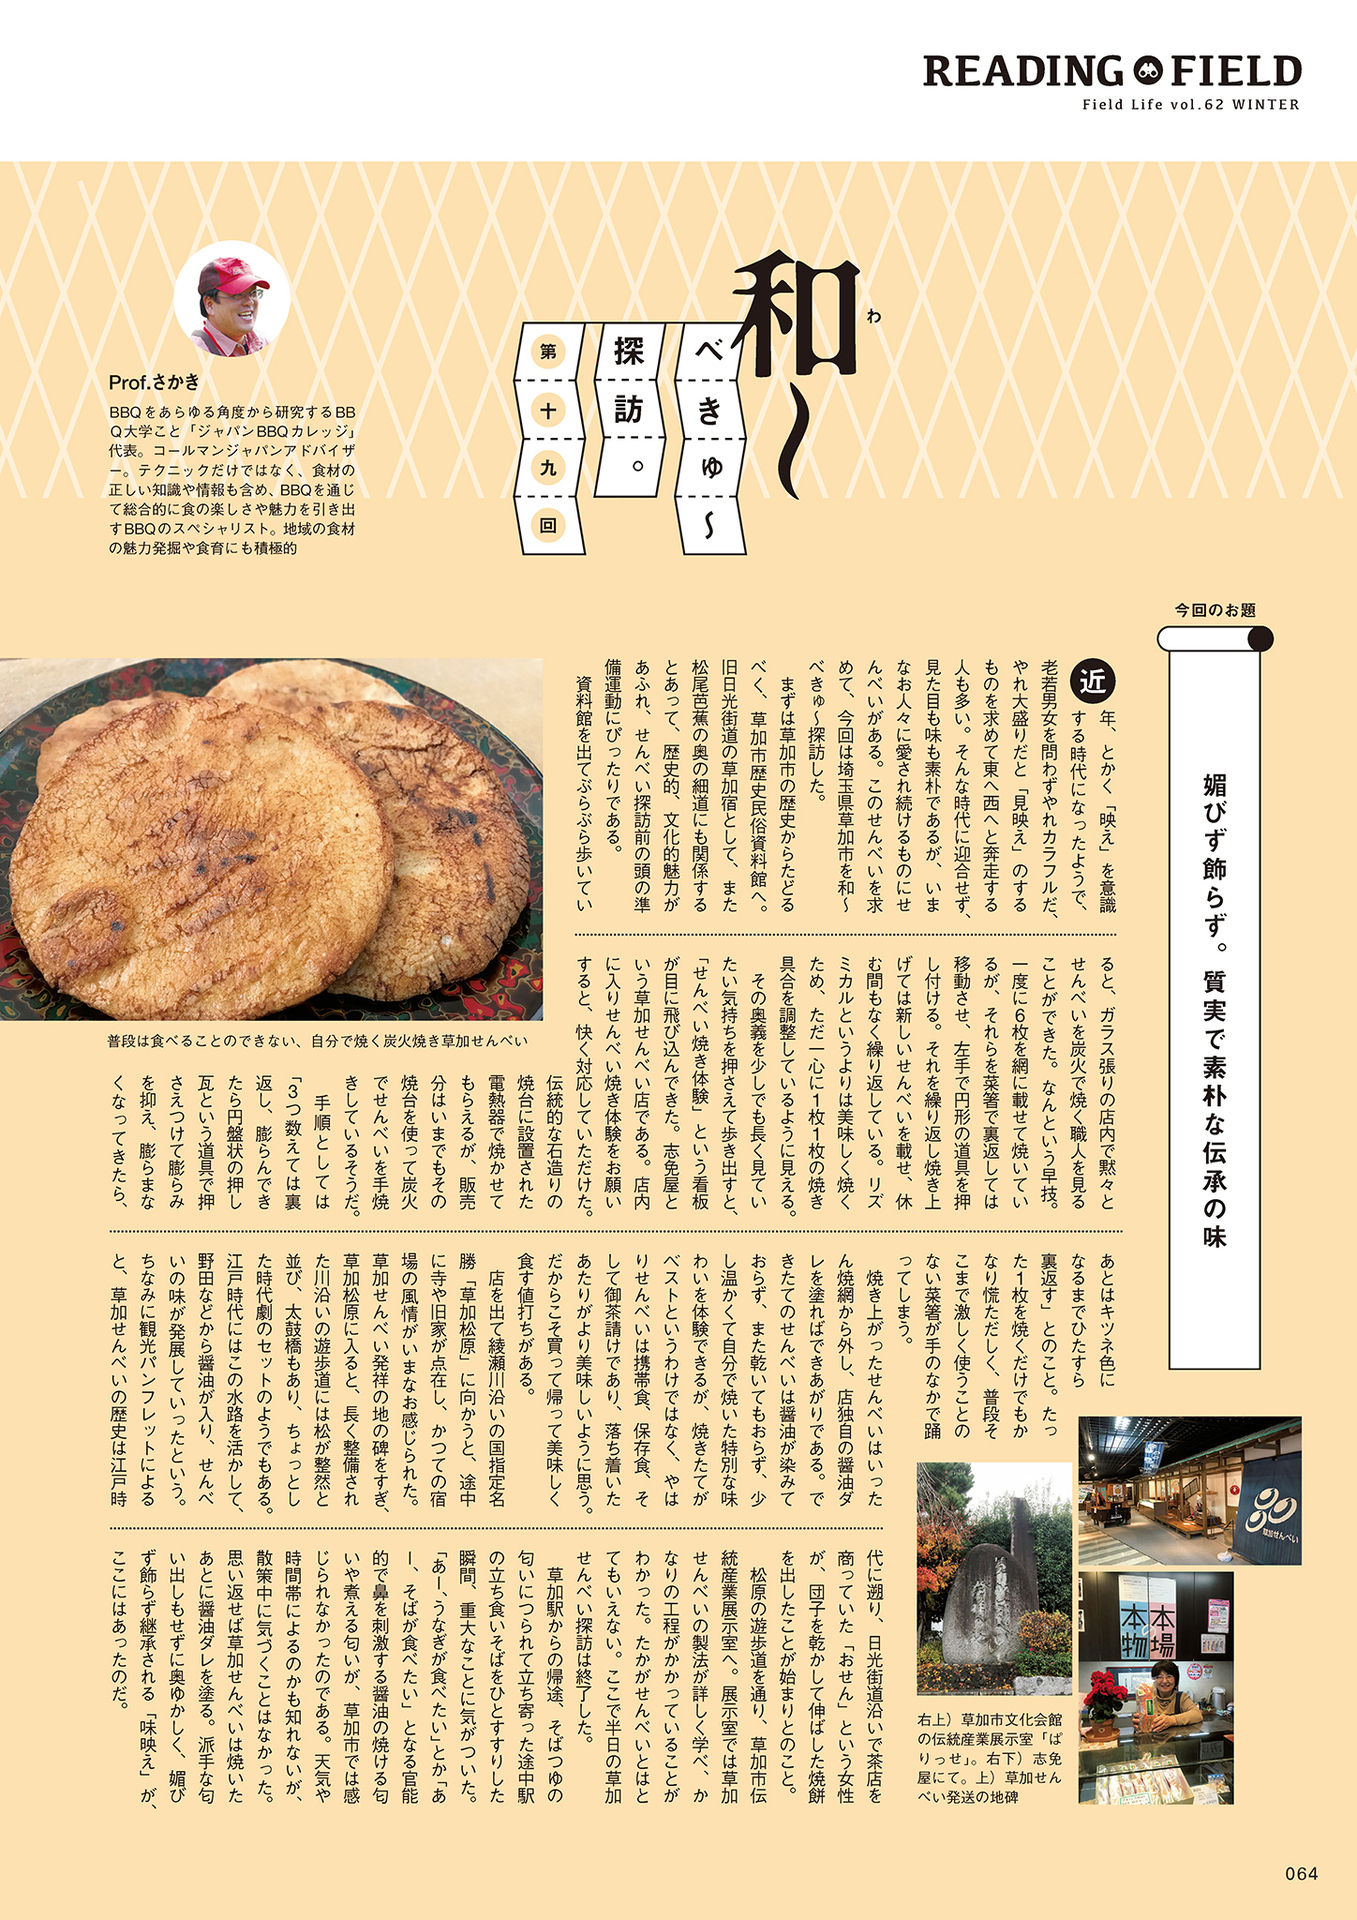 READING FIELD
Field Life vol.62 WINTER
和〜
わ
べきゅ〜
探訪。
第十九回
Prof.さかき
BBQをあらゆる角度から研究するBB
Q大学こと「ジャパンBBQカレッジ」
代表。コールマンジャパンアドバイザ
ー。テクニックだけではなく、食材の
正しい知識や情報も含め、BBQを通じ
て総合的に食の楽しさや魅力を引き出
すBBQのスペシャリスト。地域の食材
の魅力発掘や食育にも積極的
今回のお題
媚びず飾らず。質実で素朴な伝承の味
近年、とかく「映え」を意識
する時代になったようで、
老若男女を問わずやれカラフルだ、
やれ大盛りだと「見映え」のする
ものを求めて東へ西へと奔走する
人も多い。そんな時代に迎合せず、
見た目も味も素朴であるが、いま
なお人々に愛され続けるものにせ
んべいがある。このせんべいを求
めて、今回は埼玉県草加市を和〜
べきゅ〜探訪した。
まずは草加市の歴史からたどる
べく、草加市歴史民俗資料館へ。
旧日光街道の草加宿として、また
松尾芭蕉の奥の細道にも関係する
とあって、歴史的、文化的魅力が
あふれ、せんべい探訪前の頭の準
備運動にぴったりである。
資料館を出てぶらぶら歩いてい
ると、ガラス張りの店内で黙々と
せんべいを炭火で焼く職人を見る
ことができた。なんという早技。
一度に6枚を網に載せて焼いてい
るが、それらを菜箸で裏返しては
移動させ、左手で円形の道具を押
し付ける。それを繰り返し焼き上
げては新しいせんべいを載せ、休
む間もなく繰り返している。リズ
ミカルというよりは美味しく焼く
ため、ただ一心に1枚1枚の焼き
具合を調整しているように見える。
その奥義を少しでも長く見てい
たい気持ちを押さえて歩き出すと、
「せんべい焼き体験」という看板
が目に飛び込んできた。志免屋と
いう草加せんべい店である。店内
に入りせんべい焼き体験をお願い
すると、快く対応していただけた。
伝統的な石造りの
焼台に設置された
電熱器で焼かせて
もらえるが、販売
分はいまでもその
焼台を使って炭火
でせんべいを手焼
きしているそうだ。
手順としては
「3つ数えては裏
返し、膨らんでき
たら円盤状の押し
瓦という道具で押
さえつけて膨らみ
を抑え、膨らまな
くなってきたら、
あとはキツネ色に
なるまでひたすら
裏返す」とのこと。たっ
た1枚を焼くだけでもか
なり慌ただしく、普段そ
こまで激しく使うことの
ない菜箸が手のなかで踊
ってしまう。
焼き上がったせんべいはいった
ん焼網から外し、店独自の醤油ダ
レを塗ればできあがりである。で
きたてのせんべいは醤油が染みて
おらず、また乾いてもおらず、少
し温かくて自分で焼いた特別な味
わいを体験できるが、焼きたてが
ベストというわけではなく、やは
りせんべいは携帯食、保存食、そ
して御茶請けであり、落ち着いた
あたりがより美味しいように思う。
だからこそ買って帰って美味しく
食す値打ちがある。
店を出て綾瀬川沿いの国指定名
勝「草加松原」に向かうと、途中
に寺や旧家が点在し、かつての宿
場の風情がいまなお感じられた。
草加せんべい発祥の地の碑をすぎ、
草加松原に入ると、長く整備され
た川沿いの遊歩道には松が整然と
並び、太鼓橋もあり、ちょっとし
た時代劇のセットのようでもある。
江戸時代にはこの水路を活かして、
野田などから醤油が入り、せんべ
いの味が発展していったという。
ちなみに観光パンフレットによる
と、草加せんべいの歴史は江戸時
代に遡り、日光街道沿いで茶店を
商っていた「おせん」という女性
が、団子を乾かして伸ばした焼餅
を出したことが始まりとのこと。
松原の遊歩道を通り、草加市伝
統産業展示室へ。展示室では草加
せんべいの製法が詳しく学べ、か
なりの工程がかかっていることが
わかった。たかがせんべいとはと
てもいえない。ここで半日の草加
せんべい探訪は終了した。
草加駅からの帰途、そばつゆの
匂いにつられて立ち寄った途中駅
の立ち食いそばをひとすすりした
瞬間、重大なことに気がついた。
「あー、うなぎが食べたい」とか「あ
ー、そばが食べたい」となる官能
的で鼻を刺激する醤油の焼ける匂
いや煮える匂いが、草加市では感
じられなかったのである。天気や
時間帯によるのかも知れないが、
散策中に気づくことはなかった。
思い返せば草加せんべいは焼いた
あとに醤油ダレを塗る。派手な匂
い出しもせずに奥ゆかしく、媚び
ず飾らず継承される「味映え」が、
ここにはあったのだ。
普段は食べることのできない、自分で焼く炭火焼き草加せんべい
草加せんべい
本場
本物
右上）草加市文化会館
の伝統産業展示室「ぱ
りっせ」。右下）志免
屋にて。上）草加せん
べい発送の地碑
064